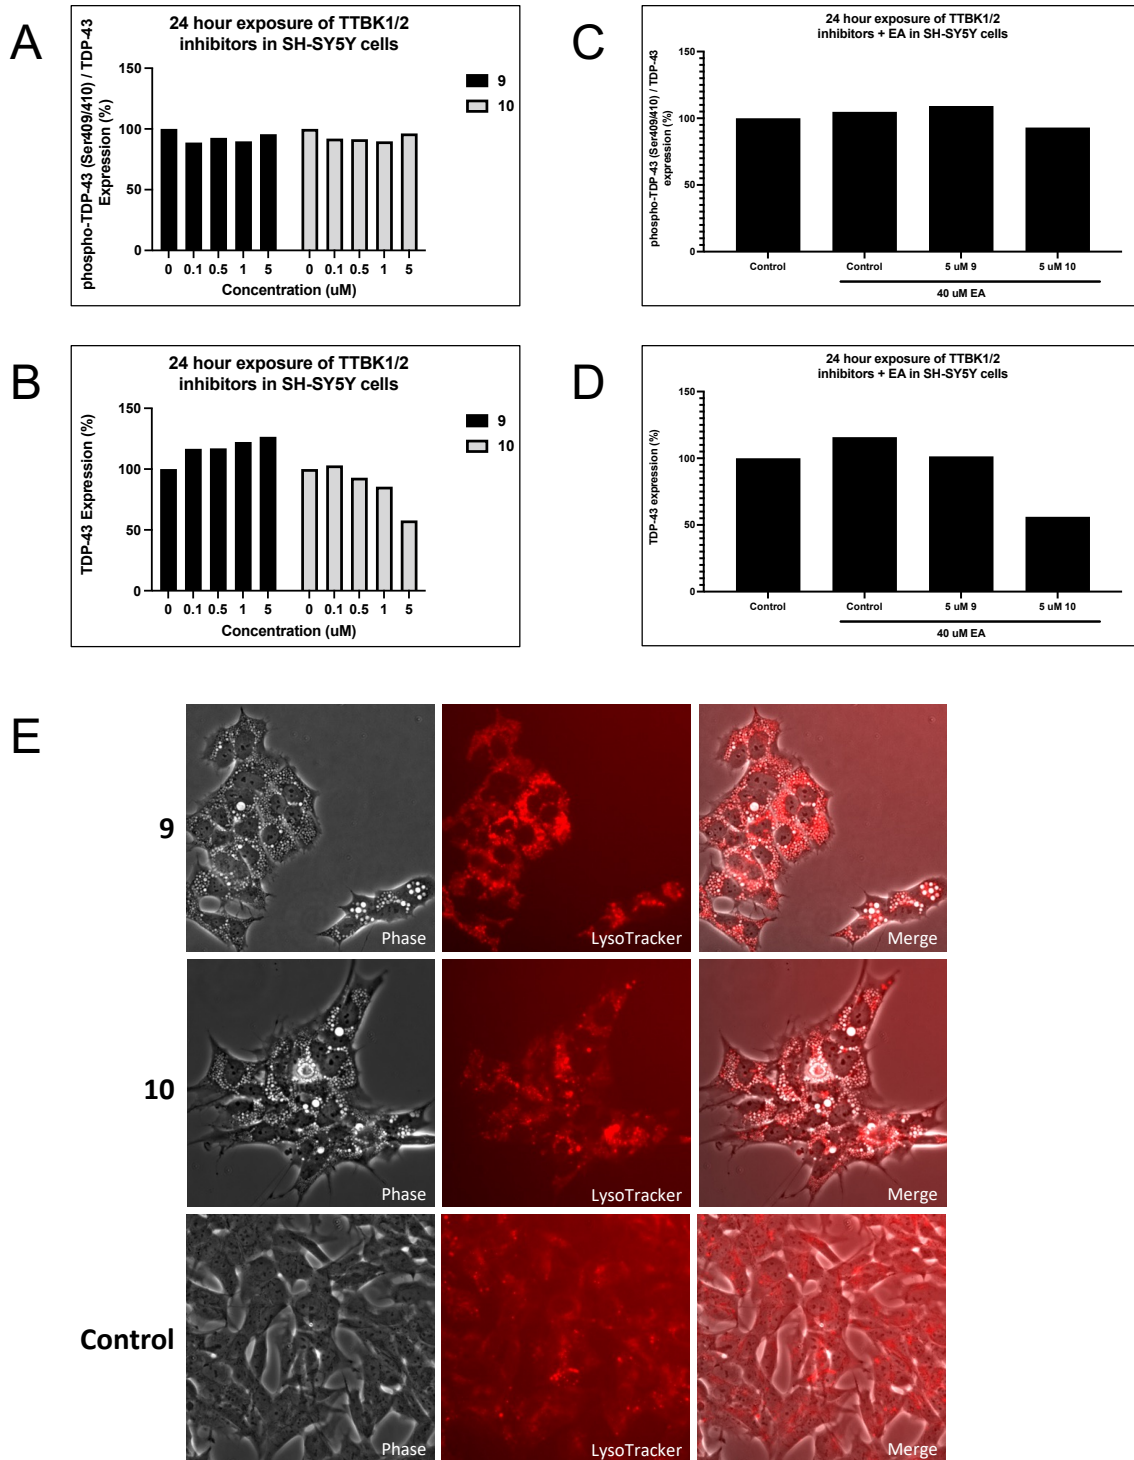 A
24 hour exposure of TTBK1/2
inhibitors in SH-SY5Y cells
phospho-TDP-43 (Ser409/410) / TDP-43
Expression (%)
150
100
50
0
9
10
0 0.1 0.5 1 5 0 0.1 0.5 1 5
Concentration (uM)
C
24 hour exposure of TTBK1/2
inhibitors + EA in SH-SY5Y cells
phospho-TDP-43 (Ser409/410) / TDP-43
expression (%)
150
100
50
0
Control Control 5 uM 9 5 uM 10
40 uM EA
B
24 hour exposure of TTBK1/2
inhibitors in SH-SY5Y cells
TDP-43 Expression (%)
150
100
50
0
9
10
0 0.1 0.5 1 5 0 0.1 0.5 1 5
Concentration (uM)
D
24 hour exposure of TTBK1/2
inhibitors + EA in SH-SY5Y cells
TDP-43 expression (%)
150
100
50
0
Control Control 5 uM 9 5 uM 10
40 uM EA
E
9
Phase LysoTracker Merge
10
Phase LysoTracker Merge
Control
Phase LysoTracker Merge